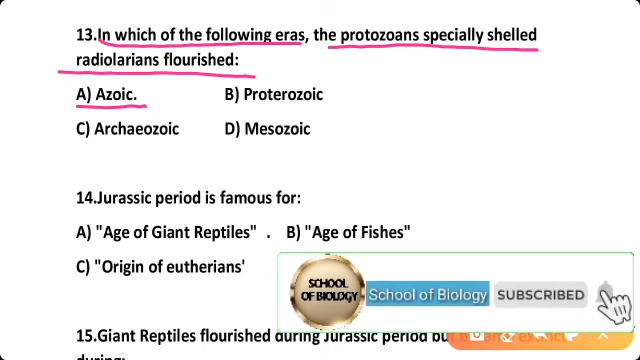 13.In which of the following eras, the protozoans specially shelled
radiolarians flourished:
A) Azoic. B) Proterozoic
C) Archaeozoic D) Mesozoic
14.Jurassic period is famous for:
A) "Age of Giant Reptiles" . B) "Age of Fishes"
C) "Origin of eutherians'
SCHOOL
OF BIOLOGY
School of Biology SUBSCRIBED
15.Giant Reptiles flourished during Jurassic period but
during: